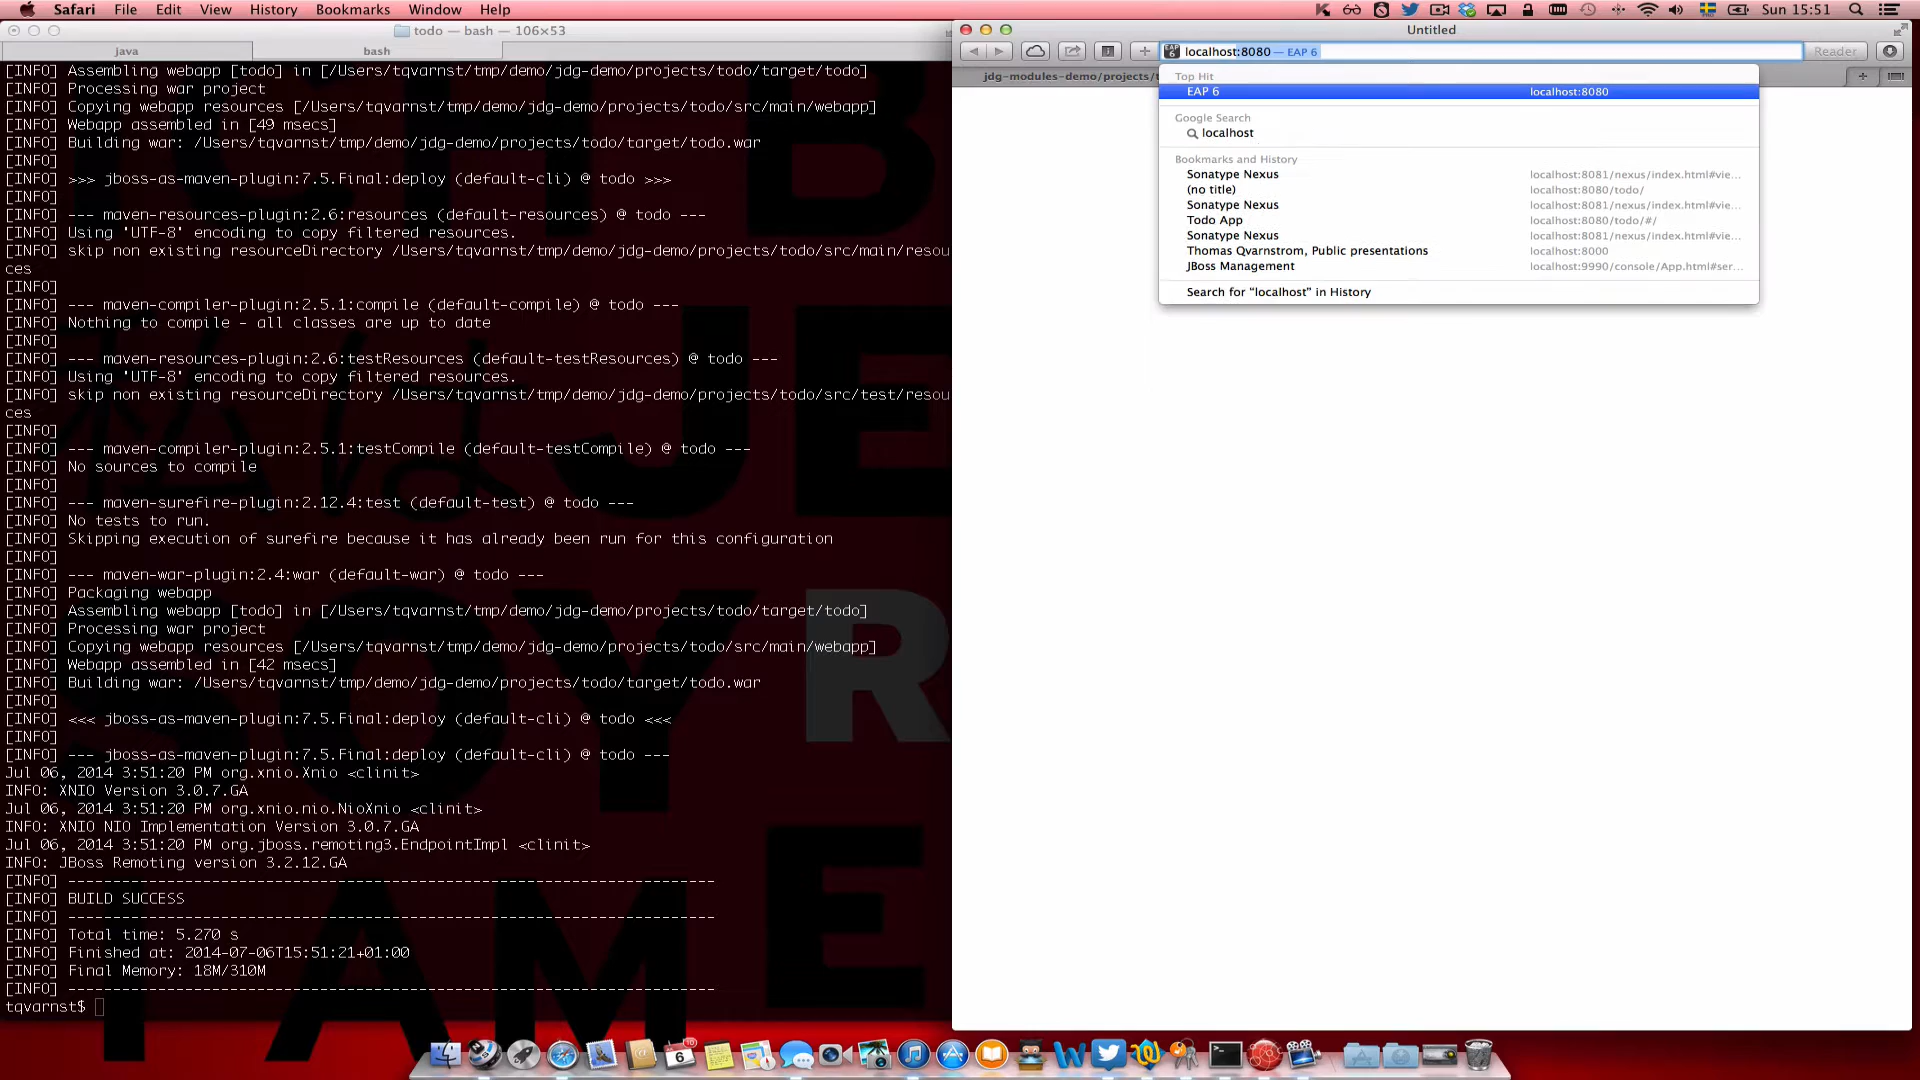 Safari File Edit View History Bookmarks Window Help
Sun 15:51
todo — bash — 106×53
java
bash
[INFO] Assembling webapp [todo] in [/Users/tqvarnst/tmp/demo/jdg-demo/projects/todo/target/todo]
[INFO] Processing war project
[INFO] Copying webapp resources [/Users/tqvarnst/tmp/demo/jdg-demo/projects/todo/src/main/webapp]
[INFO] Webapp assembled in [49 msecs]
[INFO] Building war: /Users/tqvarnst/tmp/demo/jdg-demo/projects/todo/target/todo.war
[INFO]
[INFO] >>> jboss-as-maven-plugin:7.5.Final:deploy (default-cli) @ todo >>>
[INFO]
[INFO] --- maven-resources-plugin:2.6:resources (default-resources) @ todo ---
[INFO] Using 'UTF-8' encoding to copy filtered resources.
[INFO] skip non existing resourceDirectory /Users/tqvarnst/tmp/demo/jdg-demo/projects/todo/src/main/resou
ces
[INFO]
[INFO] --- maven-compiler-plugin:2.5.1:compile (default-compile) @ todo ---
[INFO] Nothing to compile - all classes are up to date
[INFO]
[INFO] --- maven-resources-plugin:2.6:testResources (default-testResources) @ todo ---
[INFO] Using 'UTF-8' encoding to copy filtered resources.
[INFO] skip non existing resourceDirectory /Users/tqvarnst/tmp/demo/jdg-demo/projects/todo/src/test/resou
ces
[INFO]
[INFO] --- maven-compiler-plugin:2.5.1:testCompile (default-testCompile) @ todo ---
[INFO] No sources to compile
[INFO]
[INFO] --- maven-surefire-plugin:2.12.4:test (default-test) @ todo ---
[INFO] No tests to run.
[INFO] Skipping execution of surefire because it has already been run for this configuration
[INFO]
[INFO] --- maven-war-plugin:2.4:war (default-war) @ todo ---
[INFO] Packaging webapp
[INFO] Assembling webapp [todo] in [/Users/tqvarnst/tmp/demo/jdg-demo/projects/todo/target/todo]
[INFO] Processing war project
[INFO] Copying webapp resources [/Users/tqvarnst/tmp/demo/jdg-demo/projects/todo/src/main/webapp]
[INFO] Webapp assembled in [42 msecs]
[INFO] Building war: /Users/tqvarnst/tmp/demo/jdg-demo/projects/todo/target/todo.war
[INFO]
[INFO] <<< jboss-as-maven-plugin:7.5.Final:deploy (default-cli) @ todo <<<
[INFO]
[INFO] --- jboss-as-maven-plugin:7.5.Final:deploy (default-cli) @ todo ---
Jul 06, 2014 3:51:20 PM org.xnio.Xnio <clinit>
INFO: XNIO Version 3.0.7.GA
Jul 06, 2014 3:51:20 PM org.xnio.nio.NioXnio <clinit>
INFO: XNIO NIO Implementation Version 3.0.7.GA
Jul 06, 2014 3:51:20 PM org.jboss.remoting3.EndpointImpl <clinit>
INFO: JBoss Remoting version 3.2.12.GA
[INFO] ------------------------------------------------------------------------
[INFO] BUILD SUCCESS
[INFO] ------------------------------------------------------------------------
[INFO] Total time: 5.270 s
[INFO] Finished at: 2014-07-06T15:51:21+01:00
[INFO] Final Memory: 18M/310M
[INFO] ------------------------------------------------------------------------
tqvarnst$
Untitled
localhost:8080 — EAP 6
Reader
jdg-modules-demo/projects/t
Top Hit
EAP 6 localhost:8080
Google Search
localhost
Bookmarks and History
Sonatype Nexus localhost:8081/nexus/index.html#vie...
(no title) localhost:8080/todo/
Sonatype Nexus localhost:8081/nexus/index.html#vie...
Todo App localhost:8080/todo/#/
Sonatype Nexus localhost:8081/nexus/index.html#vie...
Thomas Qvarnstrom, Public presentations localhost:8000
JBoss Management localhost:9990/console/App.html#ser...
Search for “localhost” in History